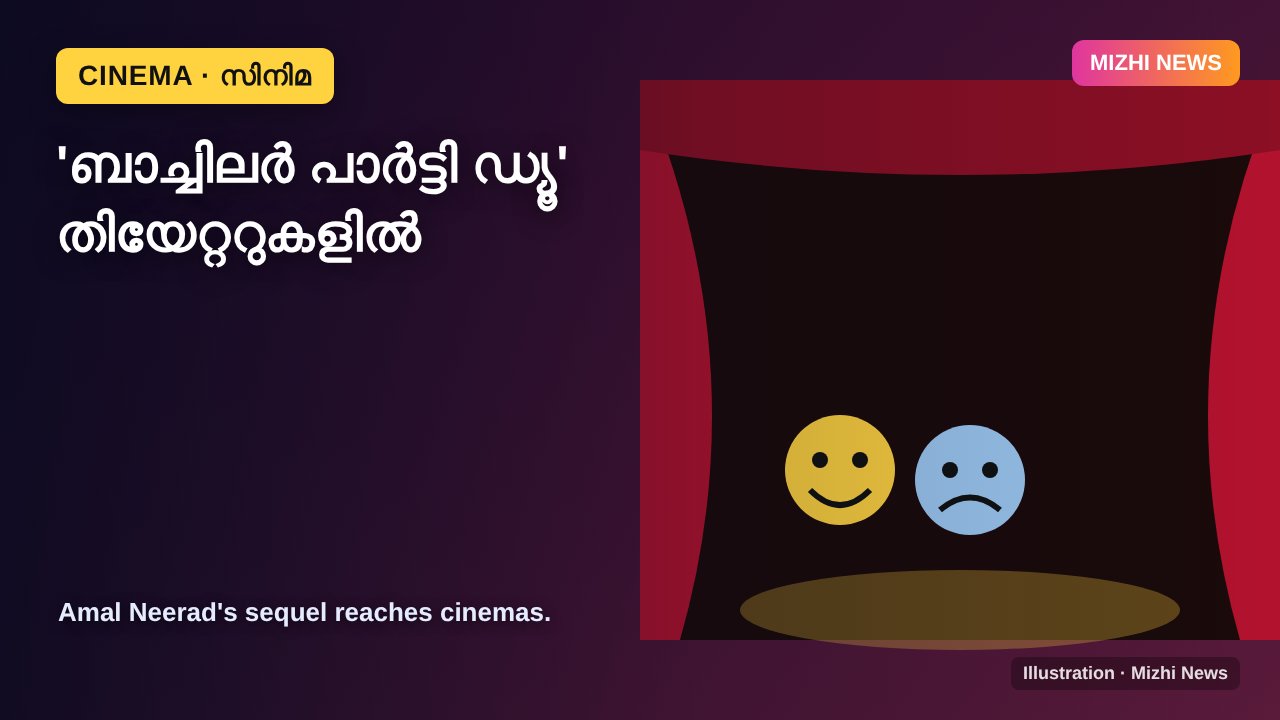 CINEMA · സിനിമ
MIZHI NEWS
'ബാച്ചിലർ പാർട്ടി ഡ്യൂ'
തിയേറ്ററുകളിൽ
Amal Neerad's sequel reaches cinemas.
Illustration · Mizhi News